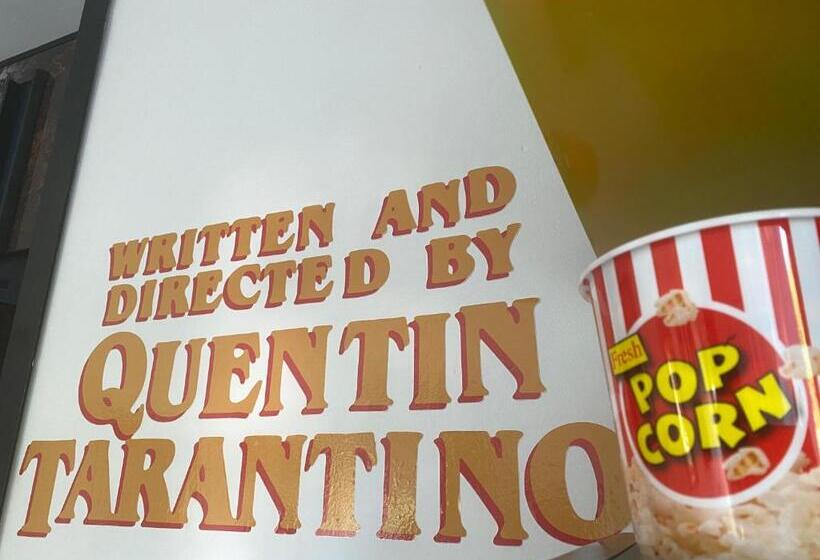 WRITTEN AND
DIRECTED BY
QUENTIN
TARANTINO
Fresh
POP
CORN